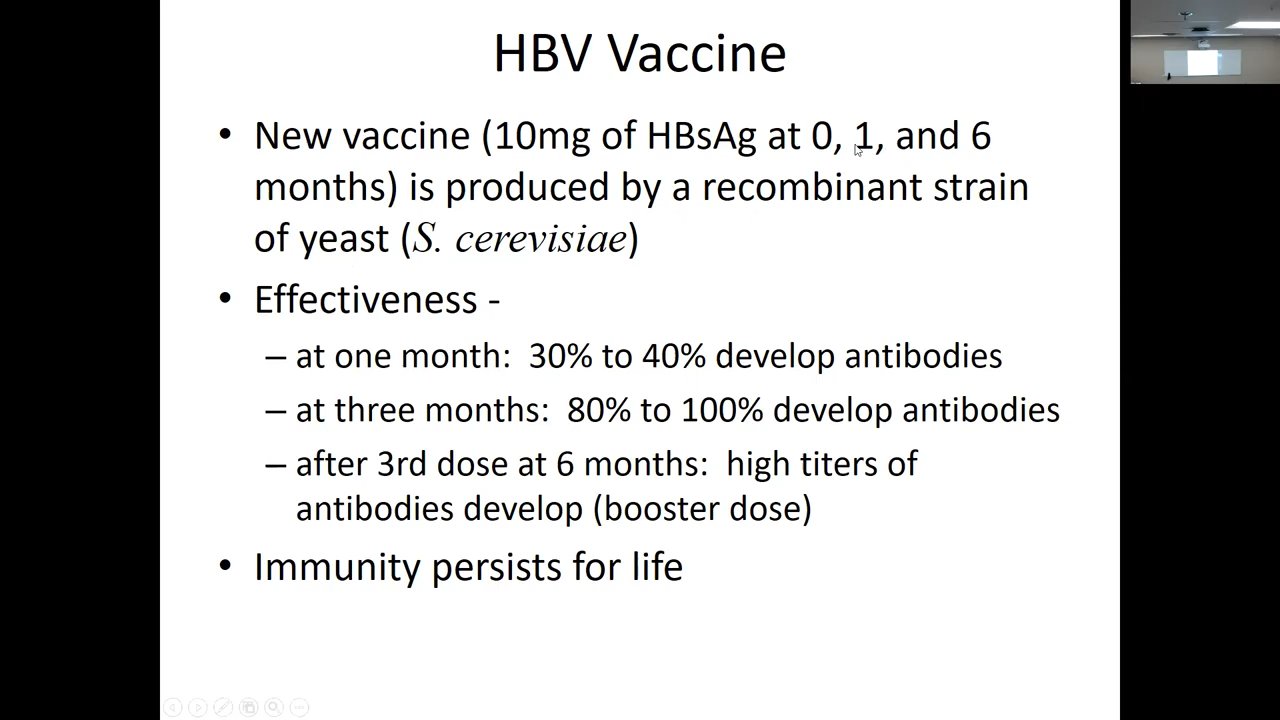 HBV Vaccine
• New vaccine (10mg of HBsAg at 0, 1, and 6
months) is produced by a recombinant strain
of yeast (S. cerevisiae)
• Effectiveness -
– at one month:  30% to 40% develop antibodies
– at three months:  80% to 100% develop antibodies
– after 3rd dose at 6 months:  high titers of
antibodies develop (booster dose)
• Immunity persists for life